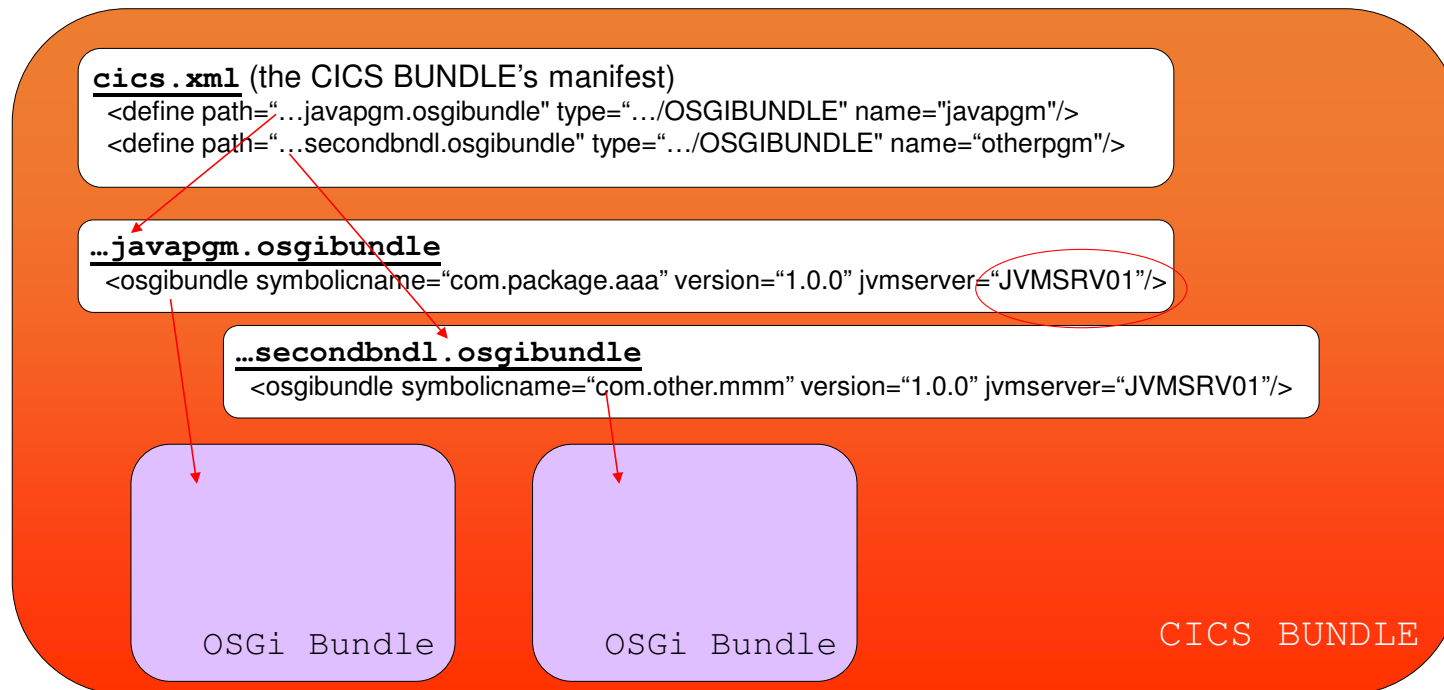 cics.xml (the CICS BUNDLE's manifest)
<define path=“…javapgm.osgibundle" type=“…/OSGIBUNDLE" name="javapgm"/>
<define path=“…secondbndl.osgibundle" type=“…/OSGIBUNDLE" name=“otherpgm"/>
…javapgm.osgibundle
<osgibundle symbolicname=“com.package.aaa” version=“1.0.0” jvmserver=“JVMSRV01”/>
…secondbndl.osgibundle
<osgibundle symbolicname=“com.other.mmm” version=“1.0.0” jvmserver=“JVMSRV01”/>
OSGi Bundle
OSGi Bundle
CICS BUNDLE